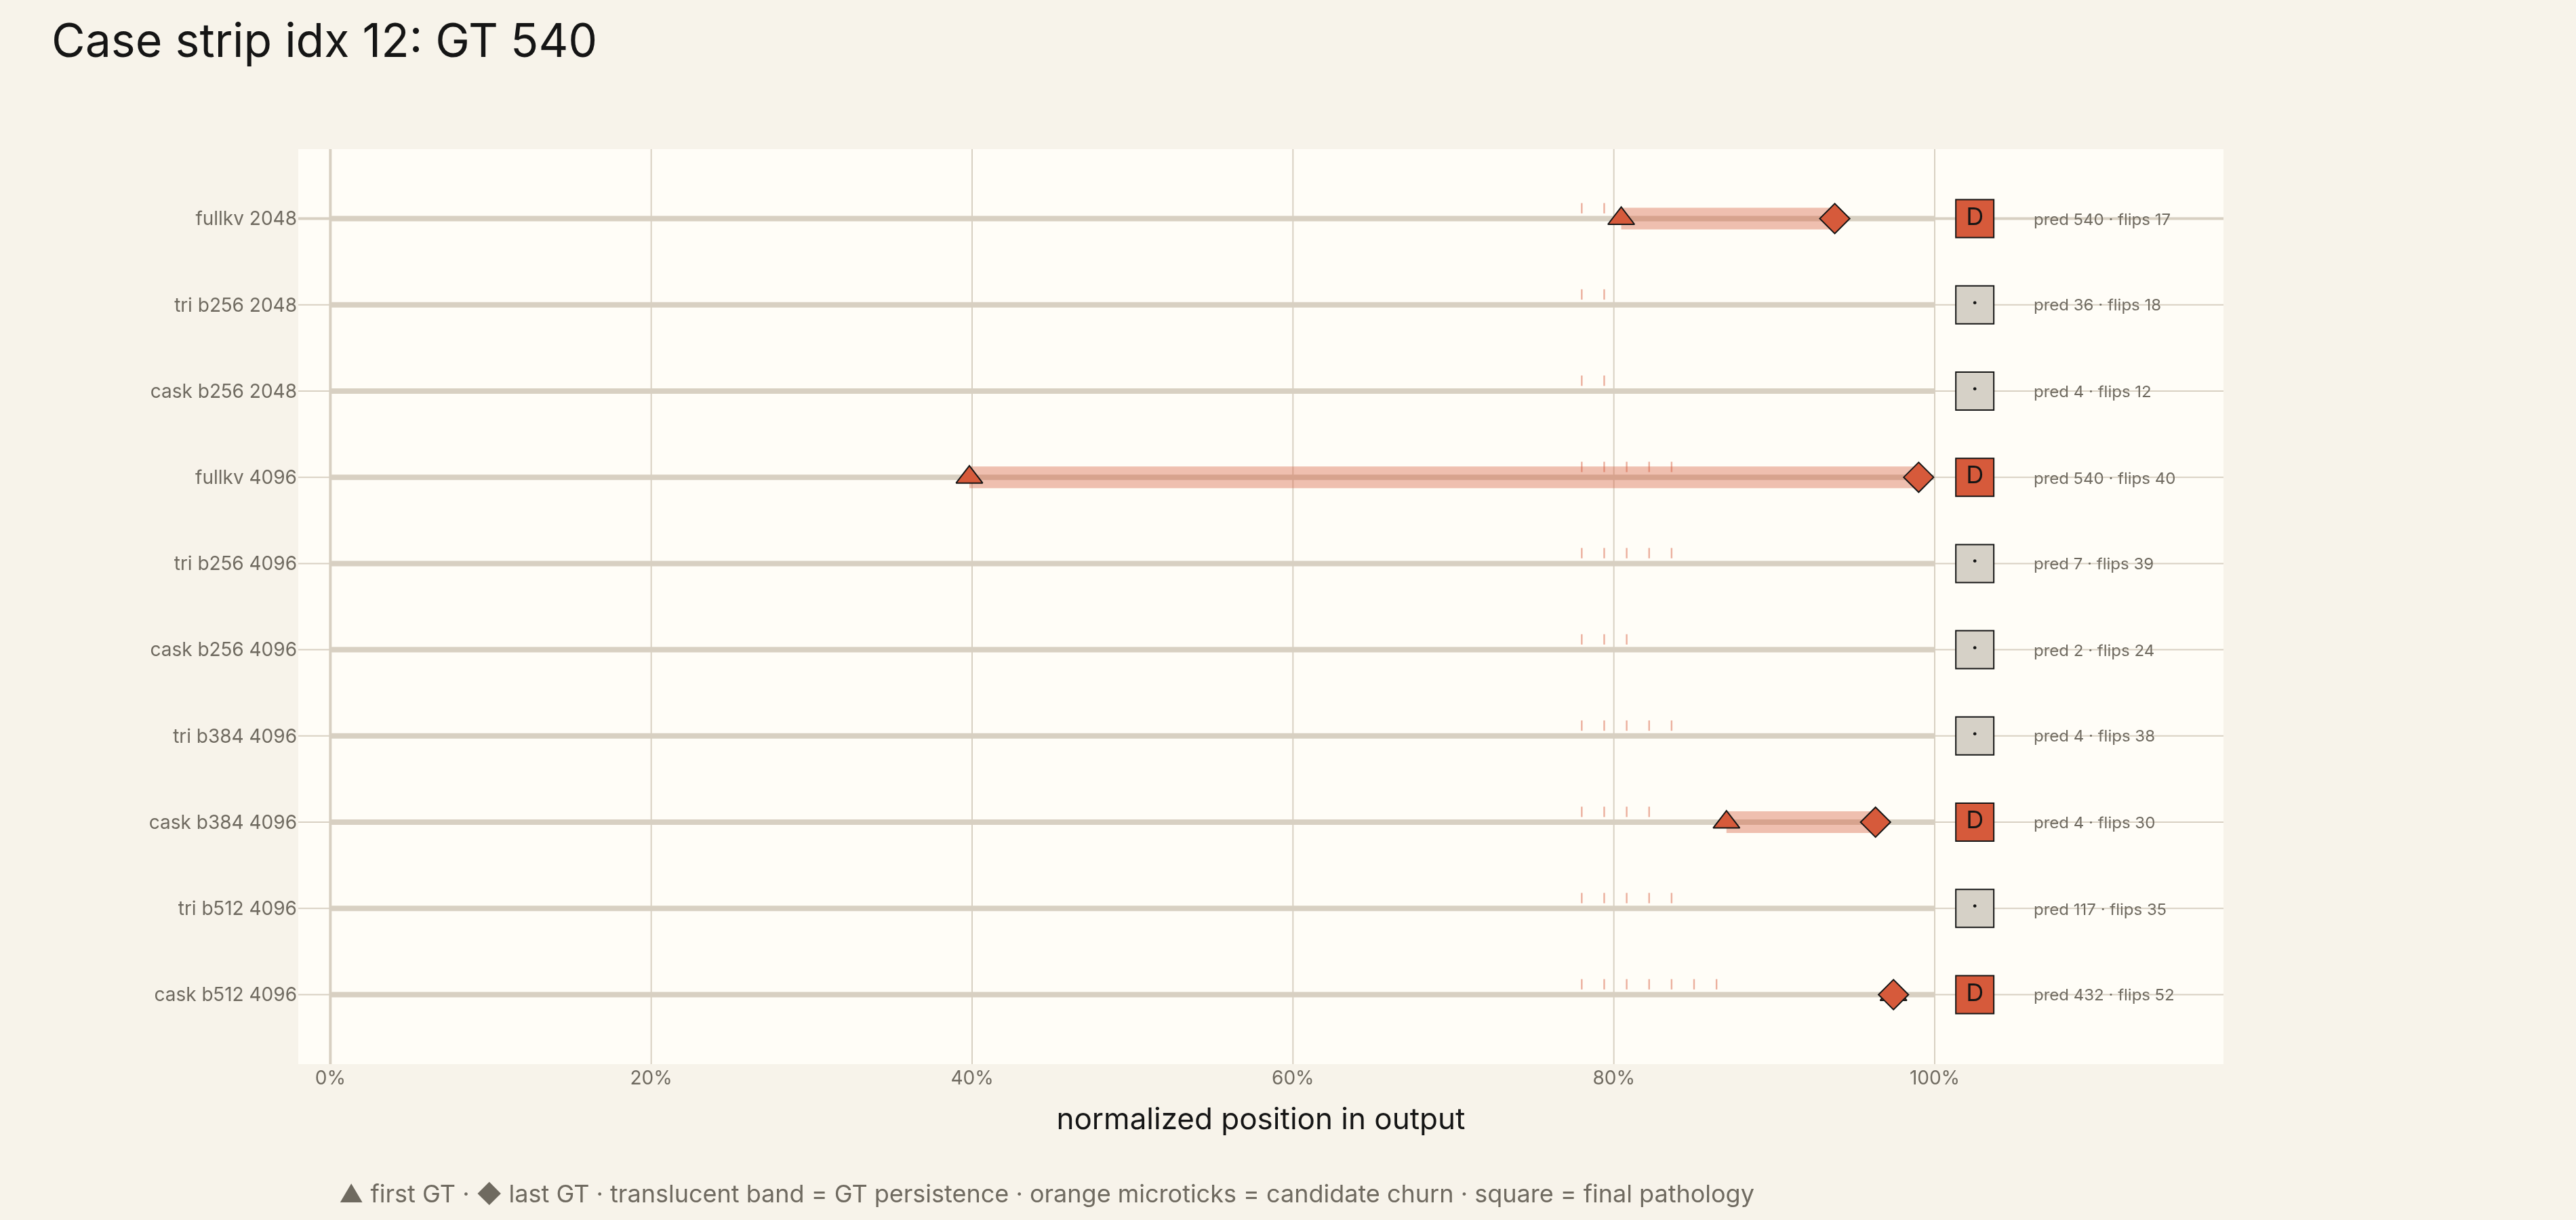 Case strip idx 12: GT 540
fullkv 2048 D pred 540 · flips 17
tri b256 2048 · pred 36 · flips 18
cask b256 2048 · pred 4 · flips 12
fullkv 4096 D pred 540 · flips 40
tri b256 4096 · pred 7 · flips 39
cask b256 4096 · pred 2 · flips 24
tri b384 4096 · pred 4 · flips 38
cask b384 4096 D pred 4 · flips 30
tri b512 4096 · pred 117 · flips 35
cask b512 4096 D pred 432 · flips 52
0% 20% 40% 60% 80% 100%
normalized position in output
▲ first GT · ◆ last GT · translucent band = GT persistence · orange microticks = candidate churn · square = final pathology